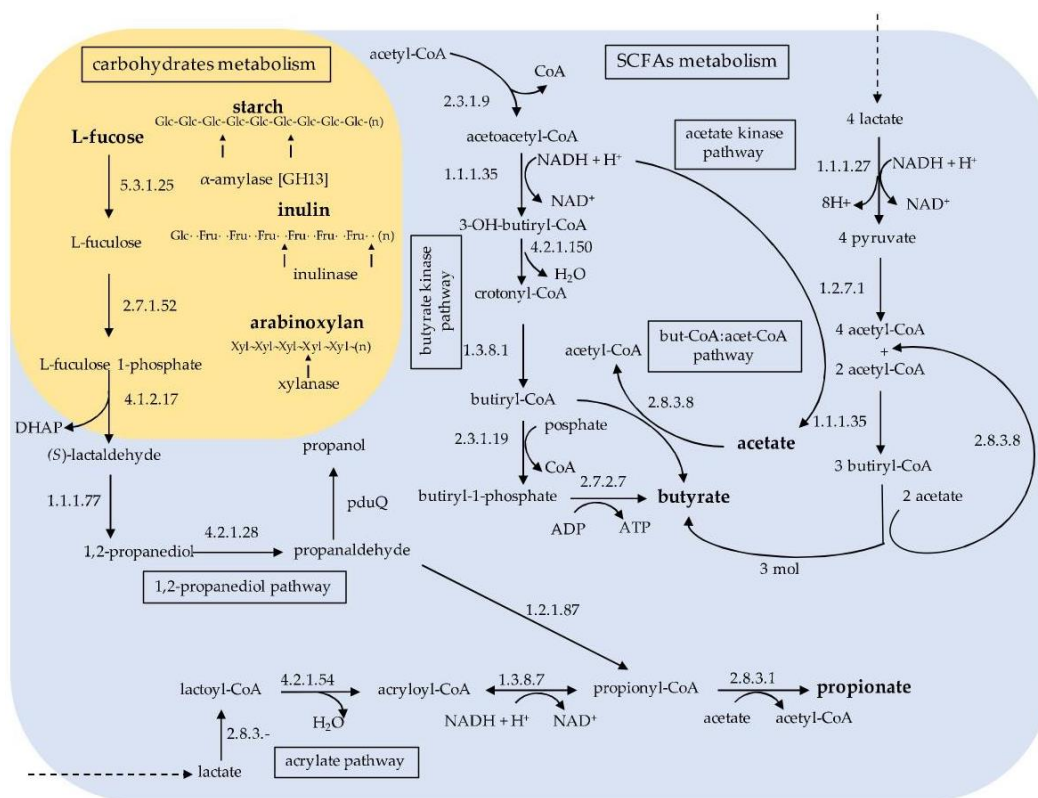 carbohydrates metabolism
starch
Glc-Glc-Glc-Glc-Glc-Glc-Glc-Glc-(n)
α-amylase [GH13]
L-fucose
5.3.1.25
L-fuculose
2.7.1.52
L-fuculose 1-phosphate
4.1.2.17
DHAP
(S)-lactaldehyde
1.1.1.77
1,2-propanediol
inulin
Glc··Fru··Fru··Fru··Fru··Fru··Fru··(n)
inulinase
arabinoxylan
Xyl-Xyl-Xyl-Xyl-Xyl-(n)
xylanase
4.2.1.28
propanaldehyde
pduQ
propanol
1,2-propanediol pathway
1.2.1.87
SCFAs metabolism
acetyl-CoA
CoA
2.3.1.9
acetoacetyl-CoA
NADH + H⁺
1.1.1.35
NAD⁺
3-OH-butiryl-CoA
4.2.1.150
H₂O
crotonyl-CoA
butyrate kinase
pathway
1.3.8.1
butiryl-CoA
posphate
2.3.1.19
CoA
butiryl-1-phosphate
2.7.2.7
ADP
ATP
butyrate
acetate kinase
pathway
but-CoA:acet-CoA
pathway
acetyl-CoA
2.8.3.8
acetate
4 lactate
1.1.1.27
NADH + H⁺
8H+
NAD⁺
4 pyruvate
1.2.7.1
4 acetyl-CoA
+
2 acetyl-CoA
1.1.1.35
2.8.3.8
3 butiryl-CoA
2 acetate
3 mol
lactate
2.8.3.-
lactoyl-CoA
4.2.1.54
H₂O
acrylate pathway
acryloyl-CoA
1.3.8.7
NADH + H⁺
NAD⁺
propionyl-CoA
2.8.3.1
acetate
acetyl-CoA
propionate